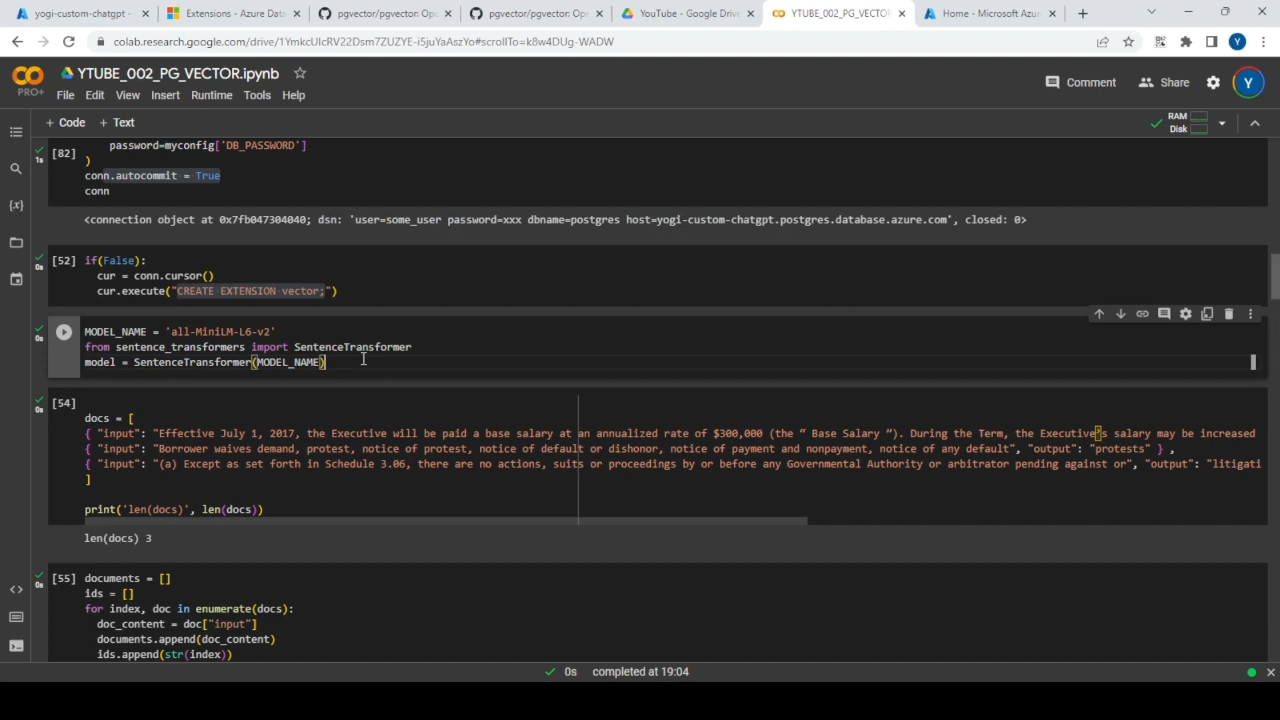 yogi-custom-chatgpt -
Extensions - Azure Dat
pgvector/pgvector: Ope
pgvector/pgvector: Ope
YouTube - Google Drive
YTUBE_002_PG_VECTOR
Home - Microsoft Azur
colab.research.google.com/drive/1YmkcUlcRV22Dsm7ZUZYE-i5juYaAszYo#scrollTo=k8w4DUg-WADW
Y
PRO+
YTUBE_002_PG_VECTOR.ipynb
File Edit View Insert Runtime Tools Help
Comment Share Y
+ Code + Text
RAM
Disk
password=myconfig['DB_PASSWORD']
[82]
1s
)
conn.autocommit = True
conn
<connection object at 0x7fb047304040; dsn: 'user=some_user password=xxx dbname=postgres host=yogi-custom-chatgpt.postgres.database.azure.com', closed: 0>
[52] if(False):
0s
cur = conn.cursor()
cur.execute("CREATE EXTENSION vector;")
MODEL_NAME = 'all-MiniLM-L6-v2'
0s
from sentence_transformers import SentenceTransformer
model = SentenceTransformer(MODEL_NAME)
[54]
0s
docs = [
{ "input": "Effective July 1, 2017, the Executive will be paid a base salary at an annualized rate of $300,000 (the “ Base Salary ”). During the Term, the Executive’s salary may be increased
{ "input": "Borrower waives demand, protest, notice of protest, notice of default or dishonor, notice of payment and nonpayment, notice of any default", "output": "protests" } ,
{ "input": "(a) Except as set forth in Schedule 3.06, there are no actions, suits or proceedings by or before any Governmental Authority or arbitrator pending against or", "output": "litigati
]
print('len(docs)', len(docs))
len(docs) 3
[55] documents = []
0s
ids = []
for index, doc in enumerate(docs):
doc_content = doc["input"]
documents.append(doc_content)
ids.append(str(index))
0s completed at 19:04